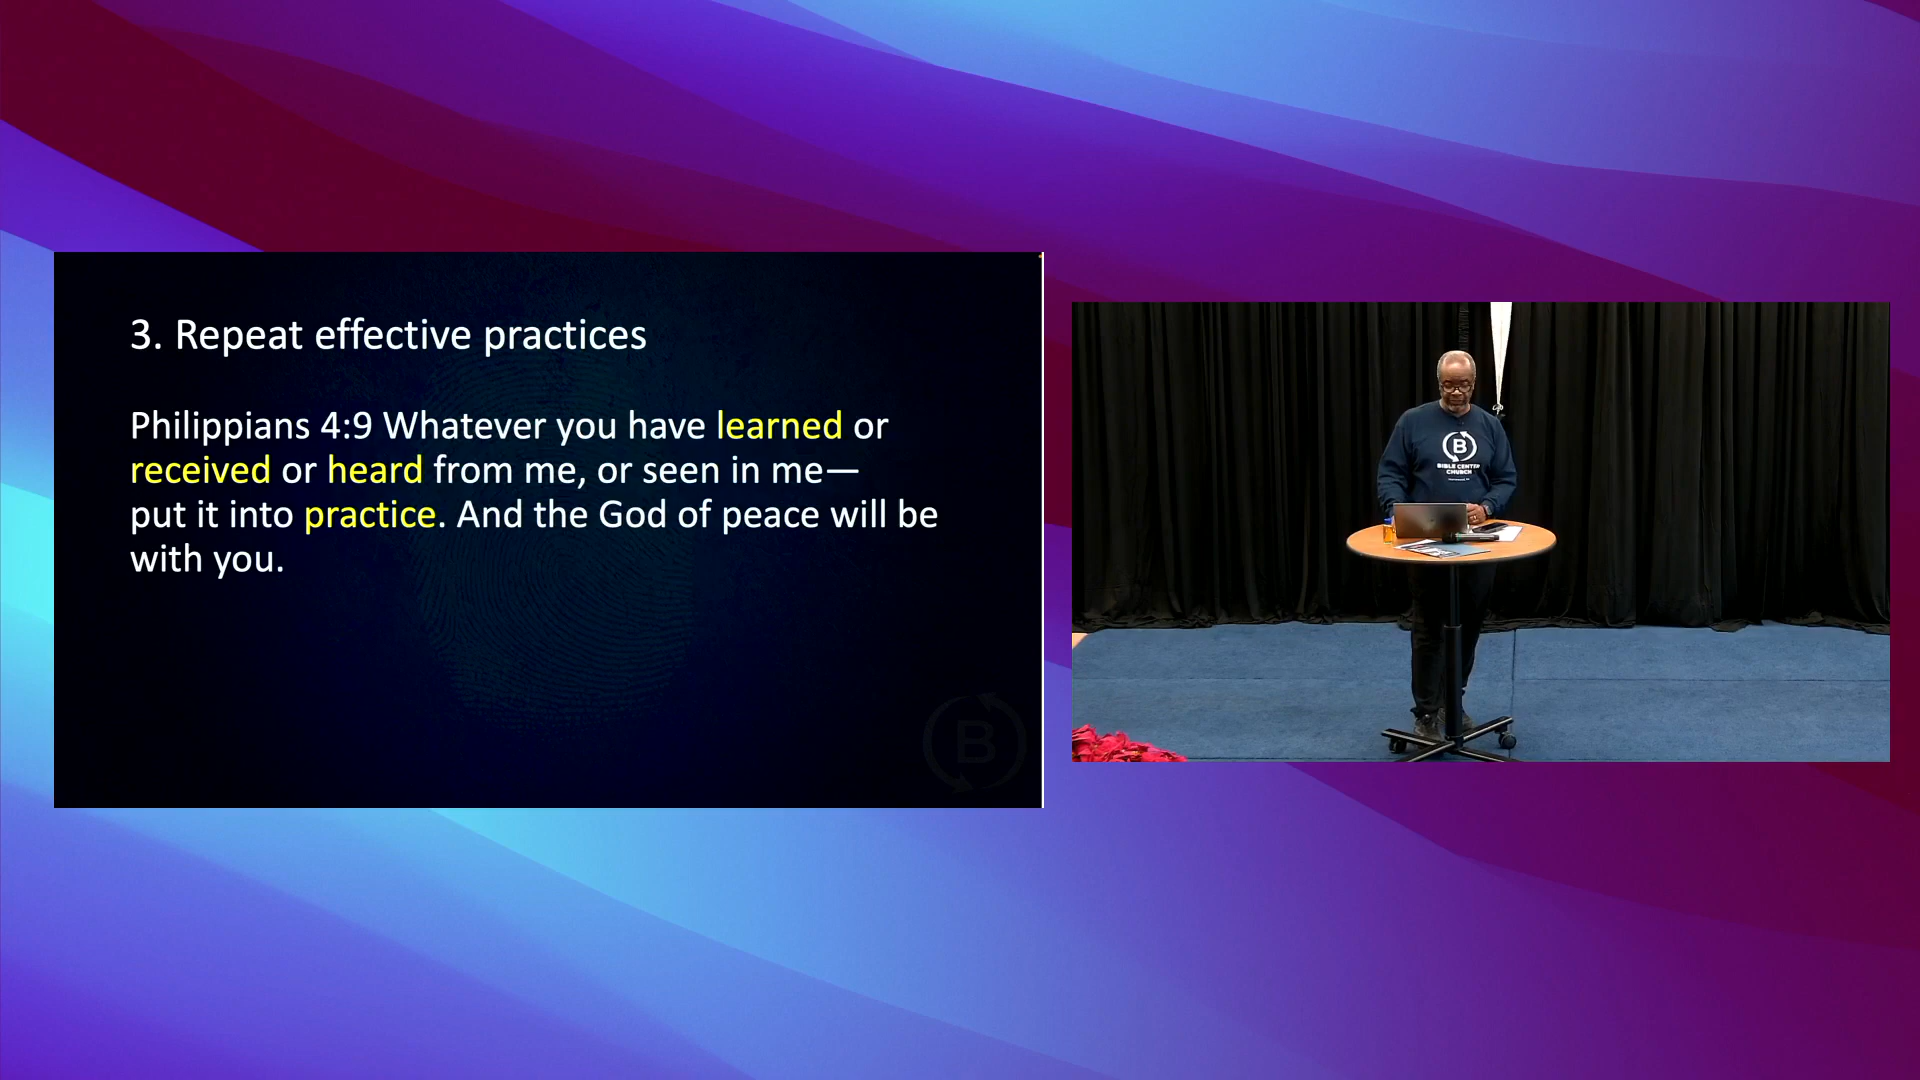 3. Repeat effective practices
Philippians 4:9 Whatever you have learned or
received or heard from me, or seen in me—
put it into practice. And the God of peace will be
with you.
B
B
BIBLE CENTER
CHURCH